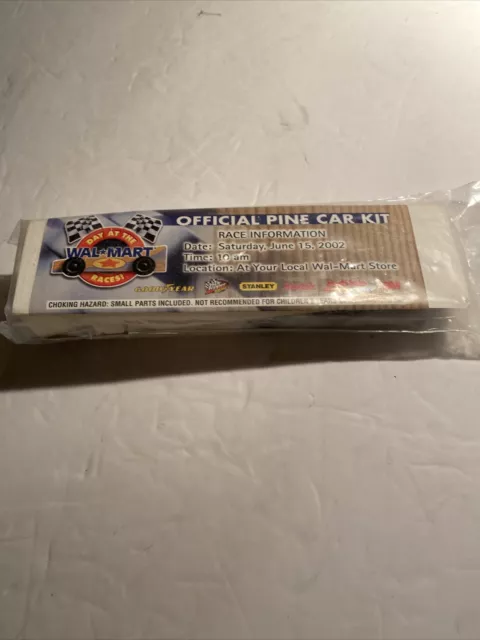 DAY AT THE
WAL★MART
RACES!
OFFICIAL PINE CAR KIT
RACE INFORMATION
Date: Saturday, June 15, 2002
Time: 10 am
Location: At Your Local Wal-Mart Store
GOODYEAR
STANLEY
CHOKING HAZARD: SMALL PARTS INCLUDED. NOT RECOMMENDED FOR CHILDREN